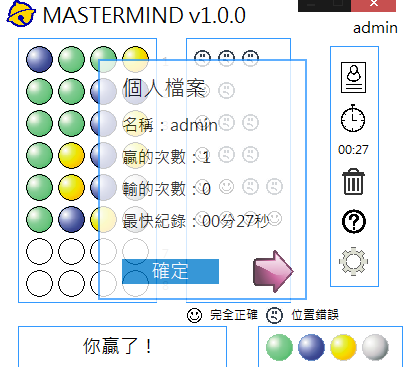 MASTERMIND v1.0.0
admin
個人檔案
名稱：admin
贏的次數：1
輸的次數：0
最快紀錄：00分27秒
確定
00:27
完全正確 位置錯誤
你贏了！